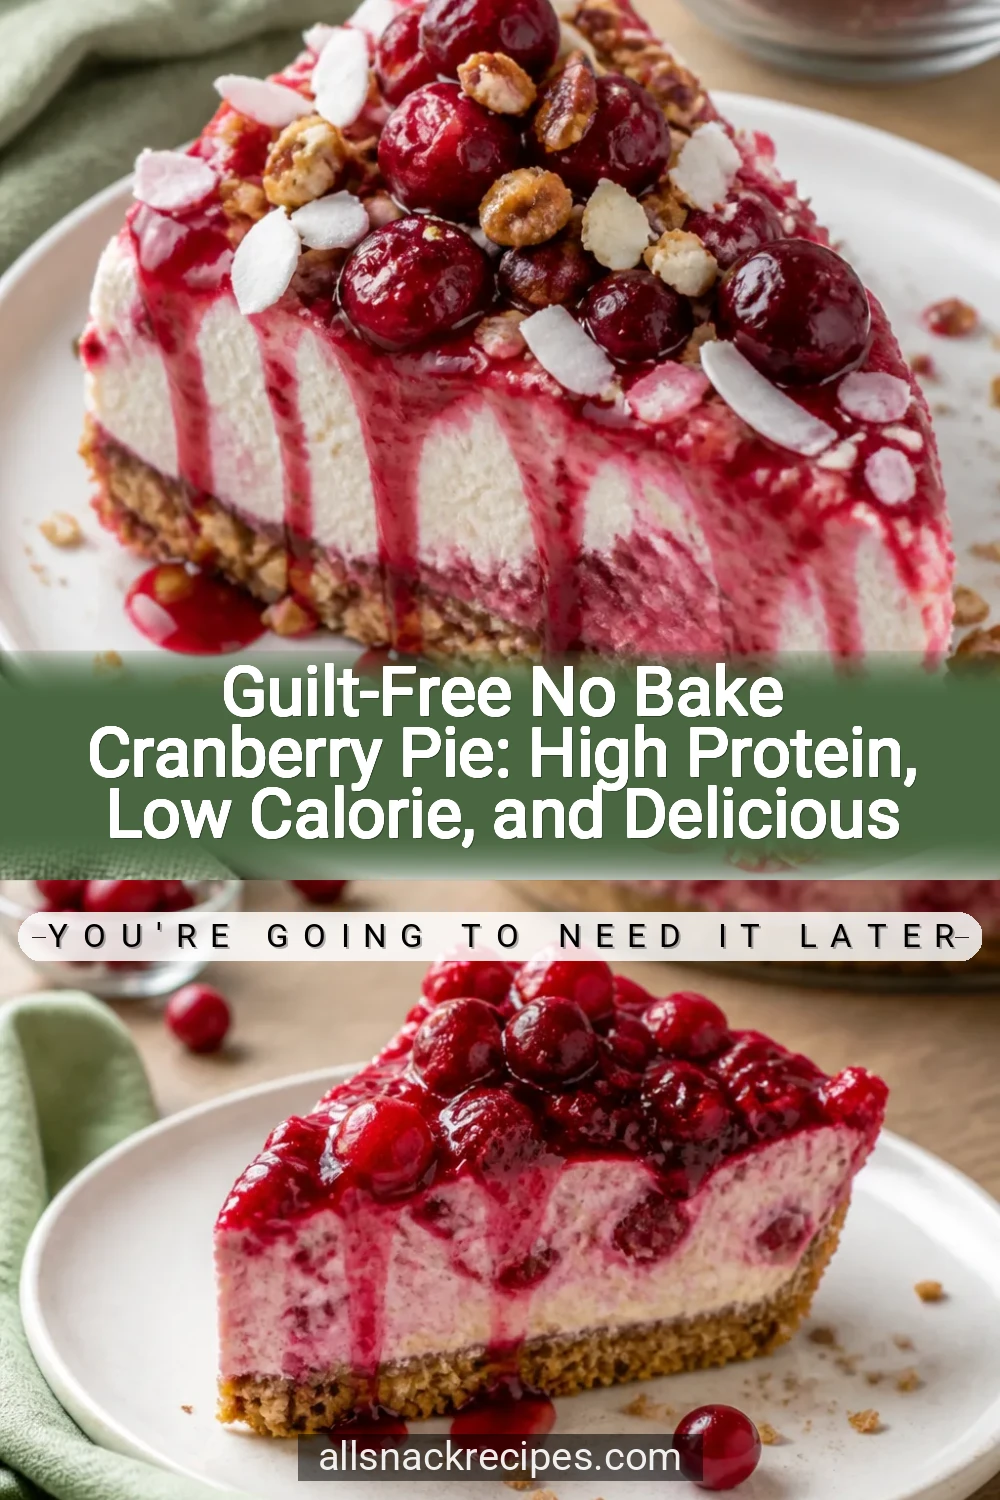 Guilt-Free No Bake
Cranberry Pie: High Protein,
Low Calorie, and Delicious
YOU'RE GOING TO NEED IT LATER
allsnackrecipes.com